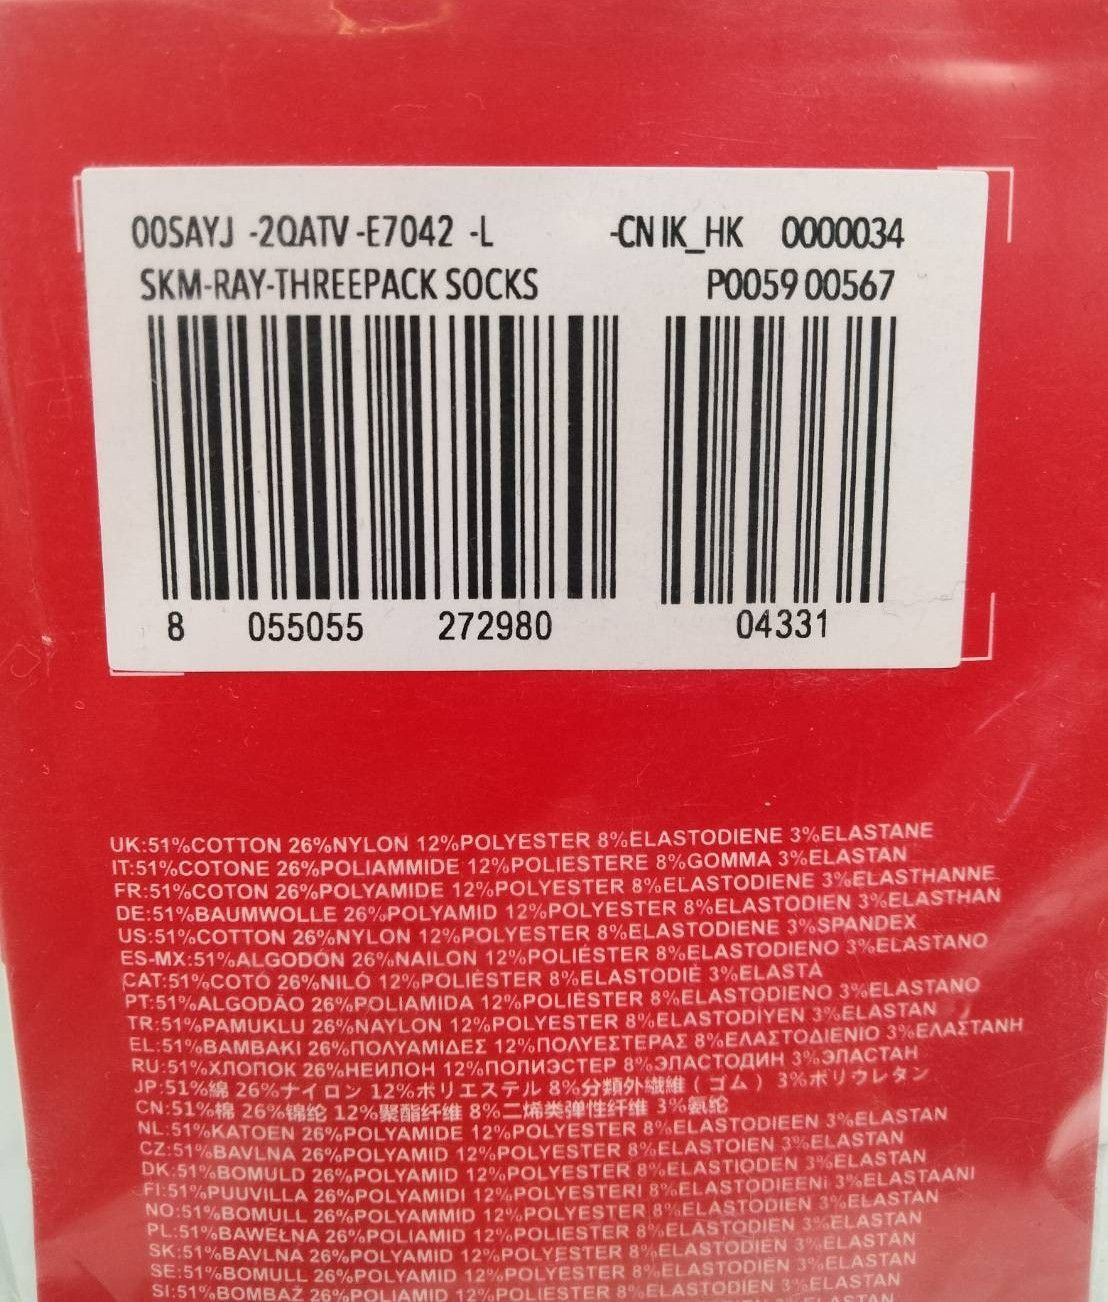 00SAYJ -2QATV -E7042 -L -CN IK_HK 0000034
SKM-RAY-THREEPACK SOCKS P0059 00567
8 055055 272980 04331
UK:51%COTTON 26%NYLON 12%POLYESTER 8%ELASTODIENE 3%ELASTANE
IT:51%COTONE 26%POLIAMMIDE 12%POLIESTERE 8%GOMMA 3%ELASTAN
FR:51%COTON 26%POLYAMIDE 12%POLYESTER 8%ELASTODIENE 3%ELASTHANNE
DE:51%BAUMWOLLE 26%POLYAMID 12%POLYESTER 8%ELASTODIEN 3%ELASTHAN
US:51%COTTON 26%NYLON 12%POLYESTER 8%ELASTODIENE 3%SPANDEX
ES-MX:51%ALGODÓN 26%NAILON 12%POLIÉSTER 8%ELASTODIENO 3%ELASTANO
CAT:51%COTÓ 26%NILÓ 12%POLIÈSTER 8%ELASTODIÈ 3%ELASTÀ
PT:51%ALGODÃO 26%POLIAMIDA 12%POLIÉSTER 8%ELASTODIENO 3%ELASTANO
TR:51%PAMUKLU 26%NAYLON 12%POLYESTER 8%ELASTODİYEN 3%ELASTAN
EL:51%ΒΑΜΒΑΚΙ 26%ΠΟΛΥΑΜΙΔΕΣ 12%ΠΟΛΥΕΣΤΕΡΑΣ 8%ΕΛΑΣΤΟΔΙΕΝΙΟ 3%ΕΛΑΣΤΑΝΗ
RU:51%ХЛОПОК 26%НЕЙЛОН 12%ПОЛИЭСТЕР 8%ЭЛАСТОДИН 3%ЭЛАСТАН
JP:51%綿 26%ナイロン 12%ポリエステル 8%分類外繊維（ゴム）3%ポリウレタン
CN:51%棉 26%锦纶 12%聚酯纤维 8%二烯类弹性纤维 3%氨纶
NL:51%KATOEN 26%POLYAMIDE 12%POLYESTER 8%ELASTODIEEN 3%ELASTAN
CZ:51%BAVLNA 26%POLYAMID 12%POLYESTER 8%ELASTOIEN 3%ELASTAN
DK:51%BOMULD 26%POLYAMID 12%POLYESTER 8%ELASTIODEN 3%ELASTAN
FI:51%PUUVILLA 26%POLYAMIDI 12%POLYESTERI 8%ELASTODIEENi 3%ELASTAANI
NO:51%BOMULL 26%POLYAMMID 12%POLYESTER 8%ELASTODIEN 3%ELASTAN
PL:51%BAWEŁNA 26%POLIAMID 12%POLIESTER 8%ELASTODIEN 3%ELASTAN
SK:51%BAVLNA 26%POLYAMID 12%POLYESTER 8%ELASTODIEN 3%ELASTAN
SE:51%BOMULL 26%POLYAMID 12%POLYESTER 8%ELASTODIEN 3%ELASTAN
SI:51%BOMBAŽ 26%POLIAMID 12%POLIESTER 8%ELASTODIEN 3%ELASTAN